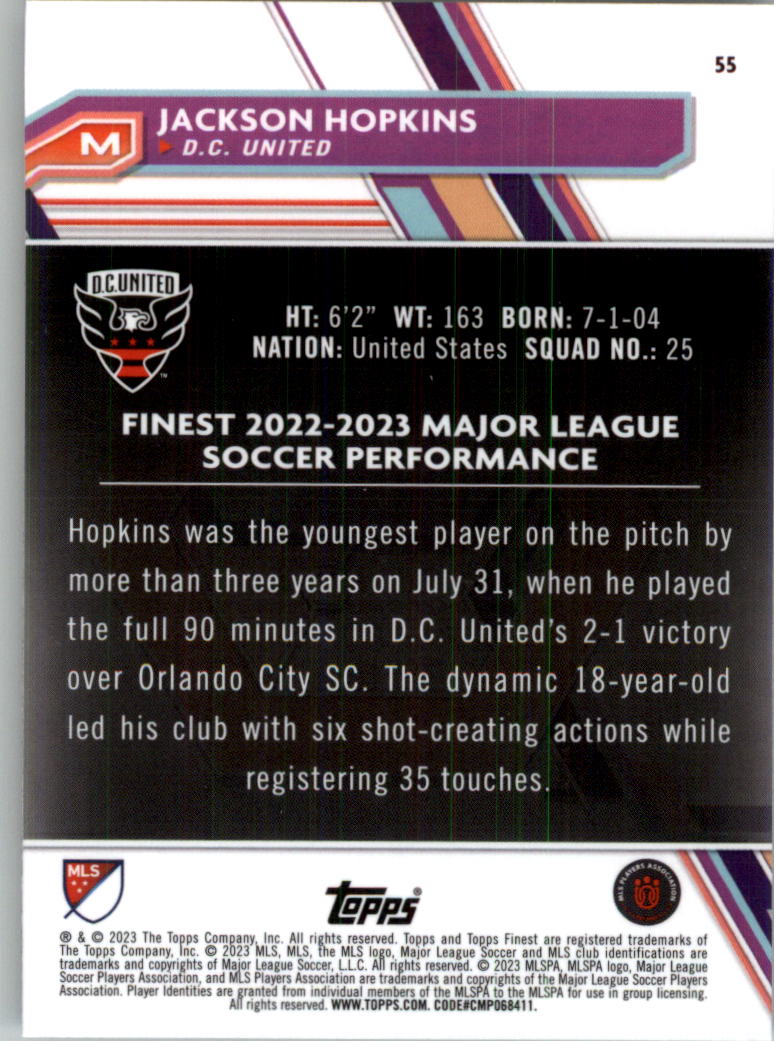 55
JACKSON HOPKINS
M
D.C. UNITED
D.C.UNITED
™
HT: 6'2" WT: 163 BORN: 7-1-04
NATION: United States SQUAD NO.: 25
FINEST 2022-2023 MAJOR LEAGUE
SOCCER PERFORMANCE
Hopkins was the youngest player on the pitch by
more than three years on July 31, when he played
the full 90 minutes in D.C. United's 2-1 victory
over Orlando City SC. The dynamic 18-year-old
led his club with six shot-creating actions while
registering 35 touches.
MLS
Topps®
MLS PLAYERS ASSOCIATION
® & © 2023 The Topps Company, Inc. All rights reserved. Topps and Topps Finest are registered trademarks of
The Topps Company, Inc. © 2023 MLS, MLS, the MLS logo, Major League Soccer and MLS club identifications are
trademarks and copyrights of Major League Soccer, L.L.C. All rights reserved. © 2023 MLSPA, MLSPA logo, Major League
Soccer Players Association, and MLS Players Association are trademarks and copyrights of the Major League Soccer Players
Association. Player Identities are granted from individual members of the MLSPA to the MLSPA for use in group licensing.
All rights reserved. WWW.TOPPS.COM. CODE#CMP068411.